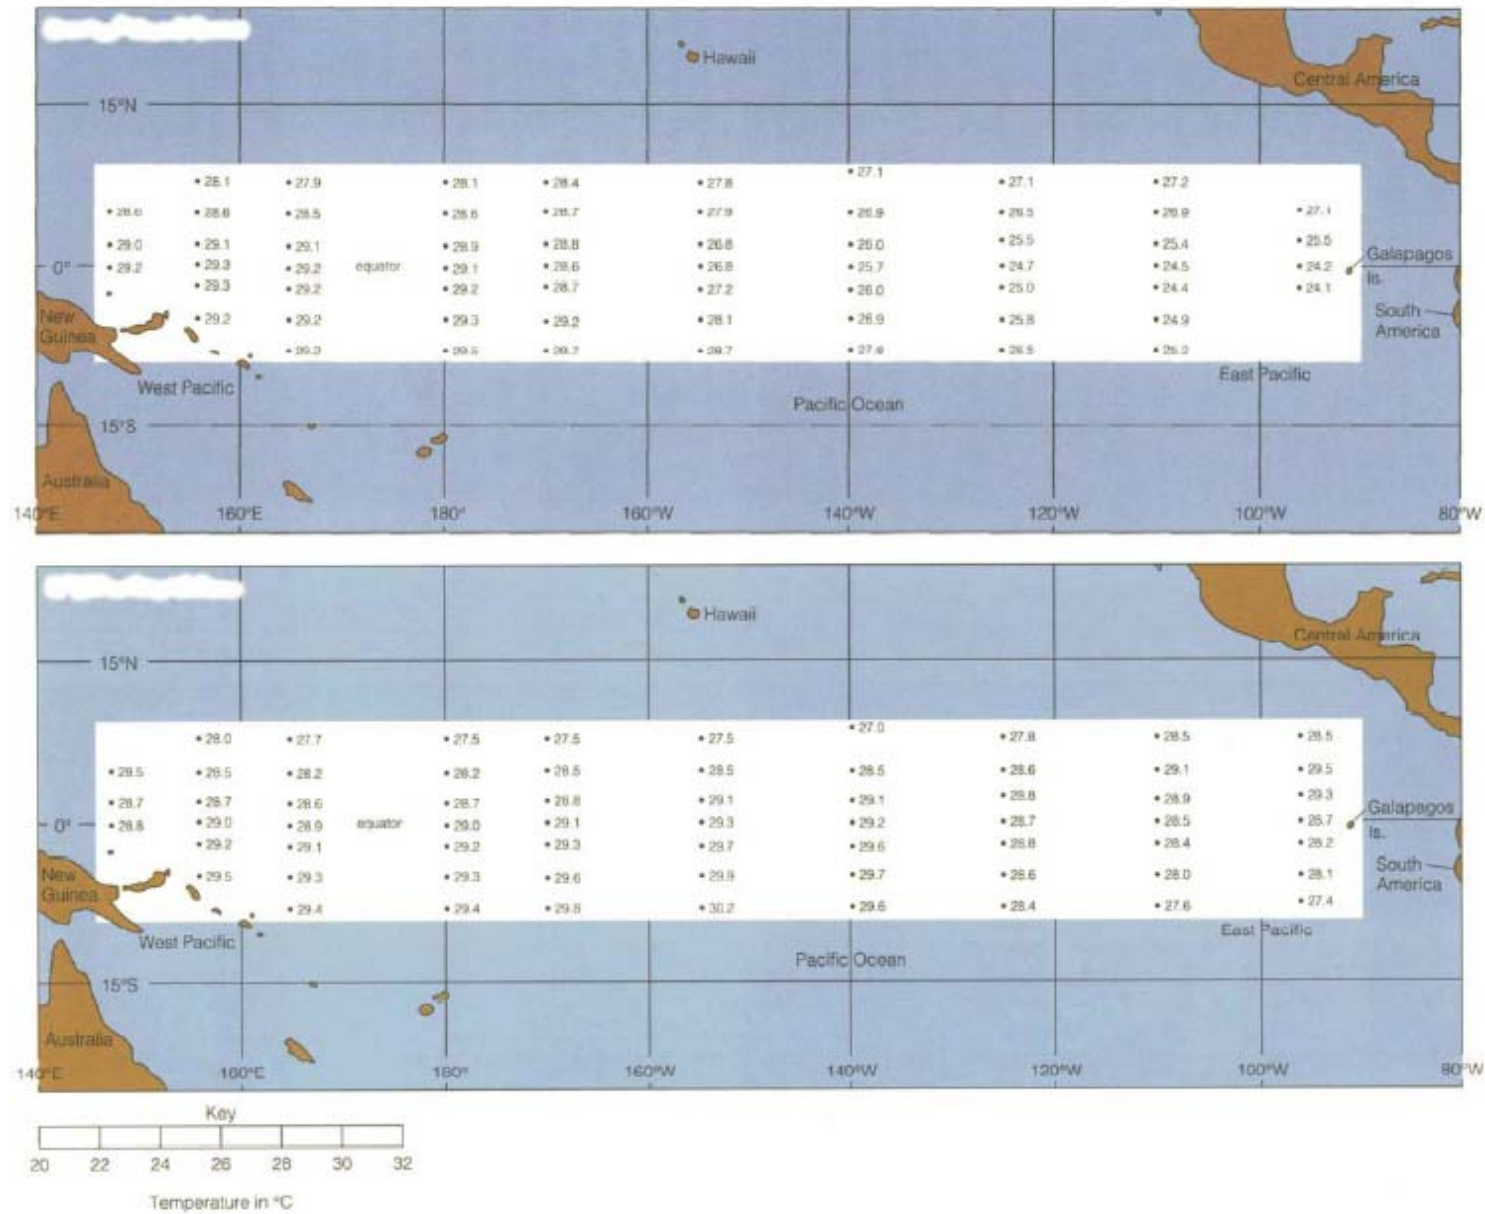 Hawaii
Central America
15°N
27.1
28.1 27.9 28.1 28.4 27.8 27.1 27.2
28.6 28.6 28.5 28.6 28.7 27.9 26.9 26.5 26.9 27.1
29.0 29.1 29.1 28.9 28.8 26.8 26.0 25.5 25.4 25.5
Galapagos
0° 29.2 29.3 29.2 equator 29.1 28.6 26.8 25.7 24.7 24.5 24.2
Is.
29.3 29.2 29.2 28.7 27.2 26.0 25.0 24.4 24.1
New
Guinea
29.2 29.2 29.3 29.2 28.1 26.9 25.8 24.9
South
America
West Pacific
East Pacific
Pacific Ocean
15°S
Australia
140°E 160°E 180° 160°W 140°W 120°W 100°W 80°W
Hawaii
Central America
15°N
27.0
28.0 27.7 27.5 27.5 27.5 27.8 28.5 28.5
28.5 28.5 28.2 28.2 28.5 28.5 28.5 28.6 29.1 29.5
28.7 28.7 28.6 28.7 28.8 29.1 29.1 28.8 28.9 29.3
Galapagos
0° 28.8 29.0 28.9 equator 29.0 29.1 29.3 29.2 28.7 28.5 28.7
Is.
29.2 29.1 29.2 29.3 29.7 29.6 28.8 28.4 28.2
New
Guinea
29.5 29.3 29.3 29.6 29.9 29.7 28.6 28.0 28.1
South
America
29.4 29.4 29.8 30.2 29.6 28.4 27.6 27.4
West Pacific
East Pacific
Pacific Ocean
15°S
Australia
140°E 160°E 180° 160°W 140°W 120°W 100°W 80°W
Key
20 22 24 26 28 30 32
Temperature in °C